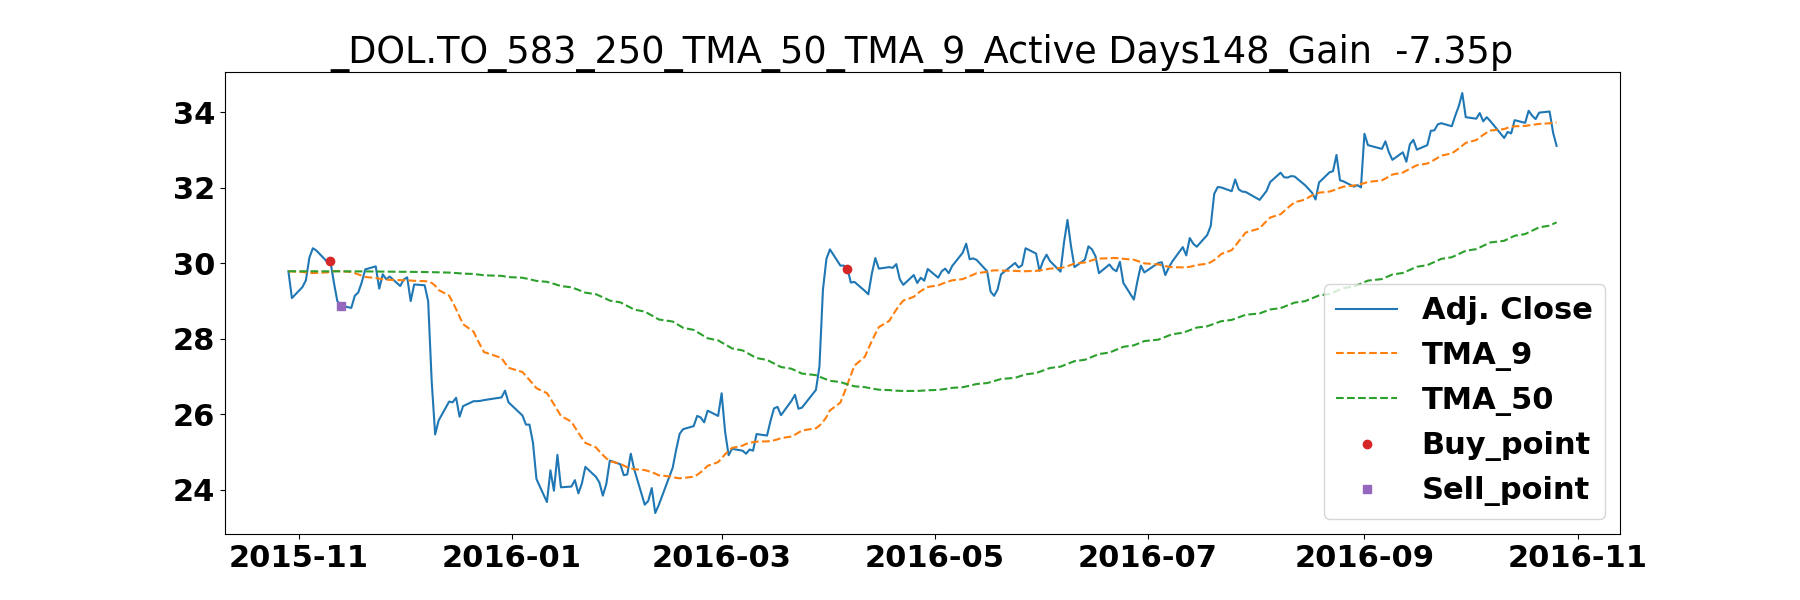 _DOL.TO_583_250_TMA_50_TMA_9_Active Days148_Gain  -7.35p
34
32
30
28
26
24
Adj. Close
TMA_9
TMA_50
Buy_point
Sell_point
2015-11 2016-01 2016-03 2016-05 2016-07 2016-09 2016-11